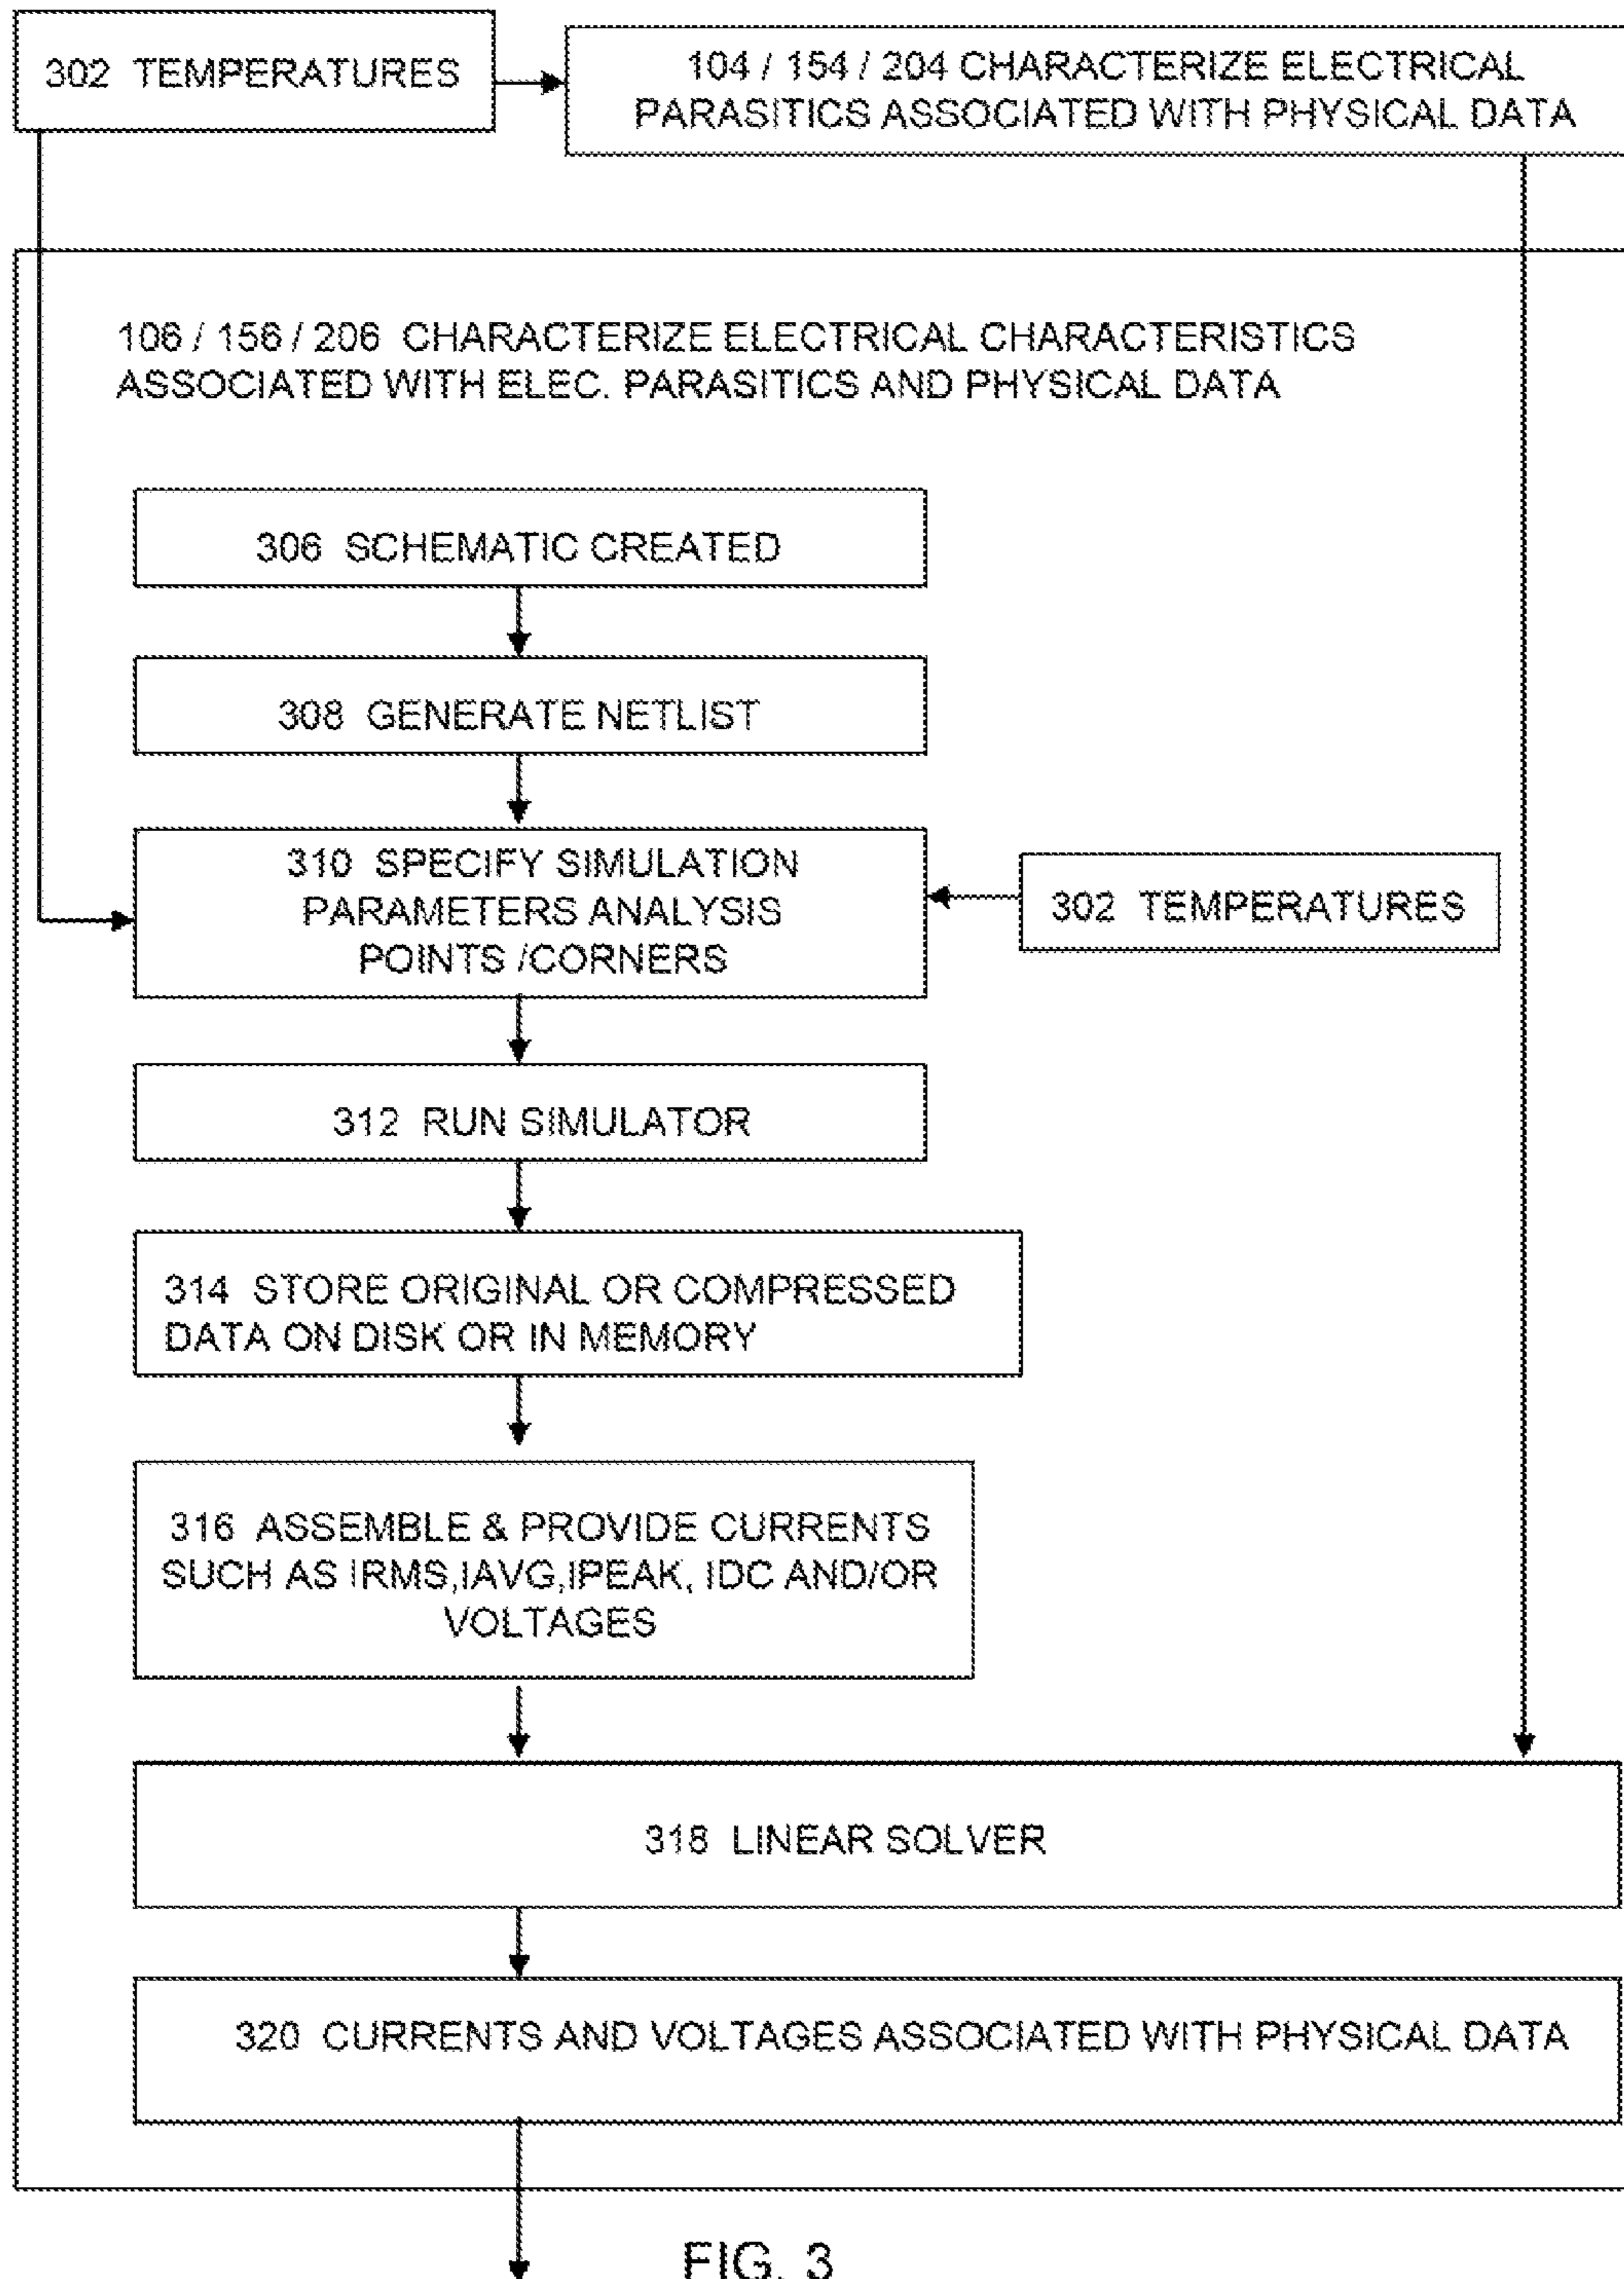 302 TEMPERATURES
104 / 154 / 204 CHARACTERIZE ELECTRICAL
PARASITICS ASSOCIATED WITH PHYSICAL DATA
106 / 156 / 206 CHARACTERIZE ELECTRICAL CHARACTERISTICS
ASSOCIATED WITH ELEC. PARASITICS AND PHYSICAL DATA
306 SCHEMATIC CREATED
308 GENERATE NETLIST
310 SPECIFY SIMULATION
PARAMETERS ANALYSIS
POINTS /CORNERS
302 TEMPERATURES
312 RUN SIMULATOR
314 STORE ORIGINAL OR COMPRESSED
DATA ON DISK OR IN MEMORY
316 ASSEMBLE & PROVIDE CURRENTS
SUCH AS IRMS,IAVG,IPEAK, IDC AND/OR
VOLTAGES
318 LINEAR SOLVER
320 CURRENTS AND VOLTAGES ASSOCIATED WITH PHYSICAL DATA
FIG. 3